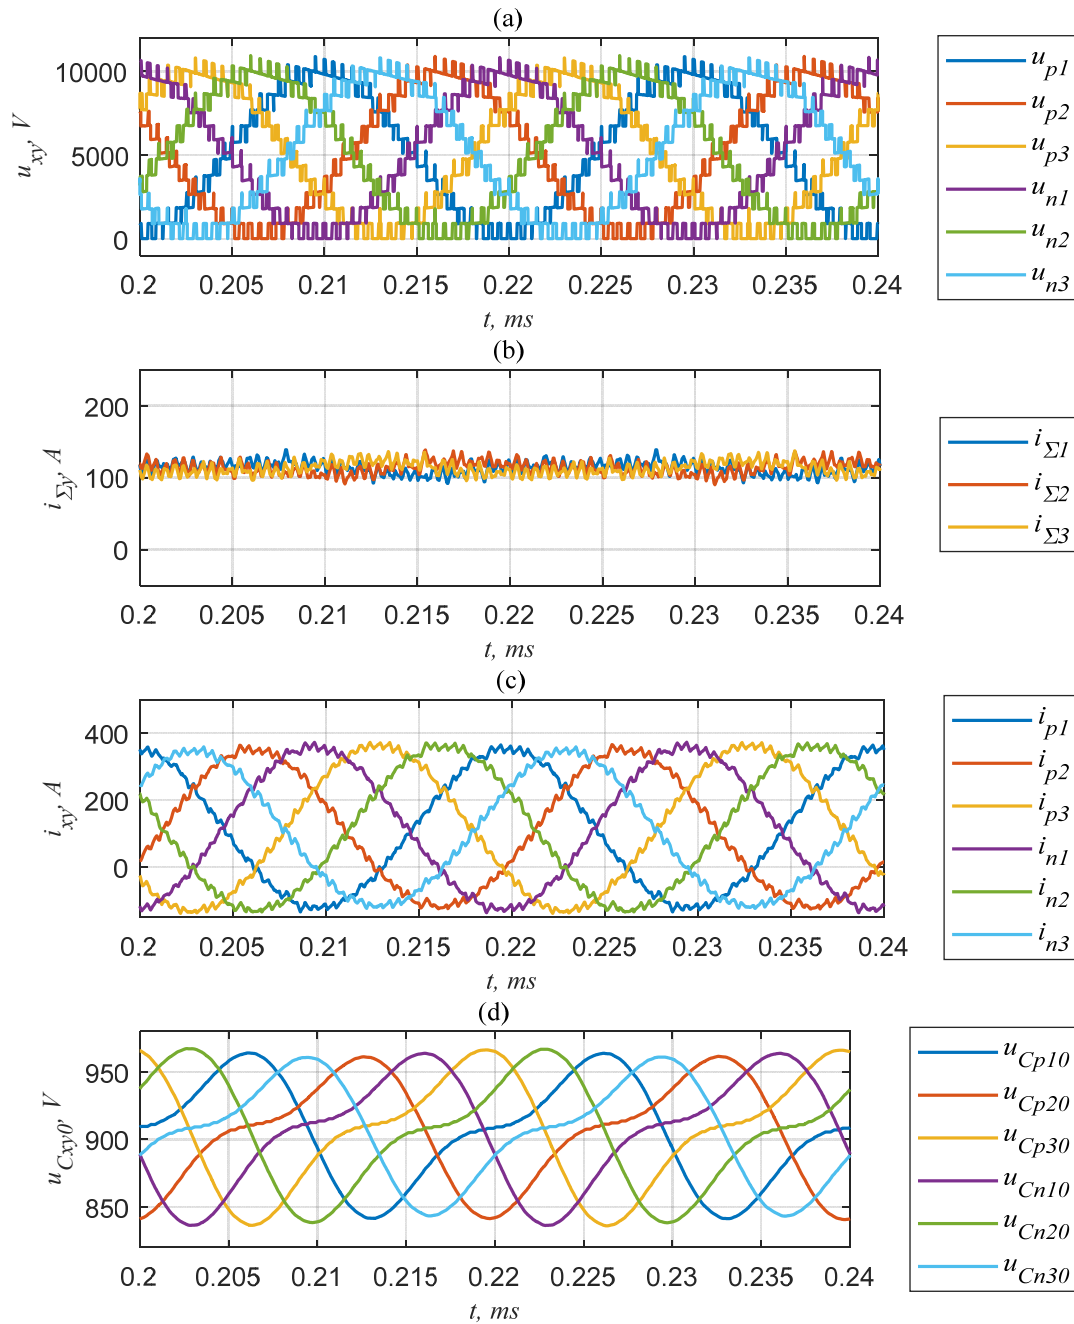 (a)
10000
5000
0
u_xy, V
0.2 0.205 0.21 0.215 0.22 0.225 0.23 0.235 0.24
t, ms
u_p1
u_p2
u_p3
u_n1
u_n2
u_n3
(b)
200
100
0
i_Σy, A
0.2 0.205 0.21 0.215 0.22 0.225 0.23 0.235 0.24
t, ms
i_Σ1
i_Σ2
i_Σ3
(c)
400
200
0
i_xy, A
0.2 0.205 0.21 0.215 0.22 0.225 0.23 0.235 0.24
t, ms
i_p1
i_p2
i_p3
i_n1
i_n2
i_n3
(d)
950
900
850
u_Cxy0, V
0.2 0.205 0.21 0.215 0.22 0.225 0.23 0.235 0.24
t, ms
u_Cp10
u_Cp20
u_Cp30
u_Cn10
u_Cn20
u_Cn30